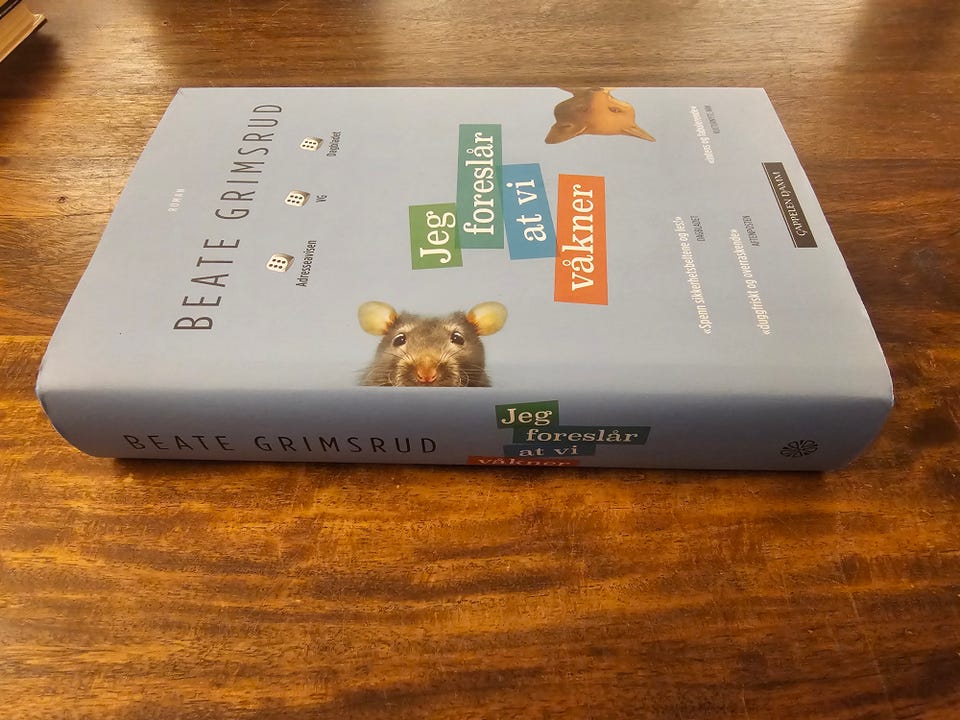 ROMAN
BEATE GRIMSRUD
Adresseavisen
VG
Dagbladet
Jeg
foreslår
at vi
våkner
«Spenn sikkerhetsbeltene og les!»
DAGBLADET
«duggfriskt og overraskende»
AFTENPOSTEN
CAPPELEN DAMM
BEATE GRIMSRUD
Jeg
foreslår
at vi
våkner